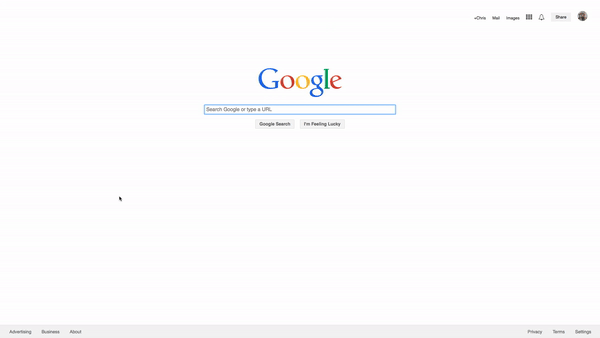 +Chris Mail Images Share
Google
Search Google or type a URL
Google Search I'm Feeling Lucky
Advertising Business About Privacy Terms Settings